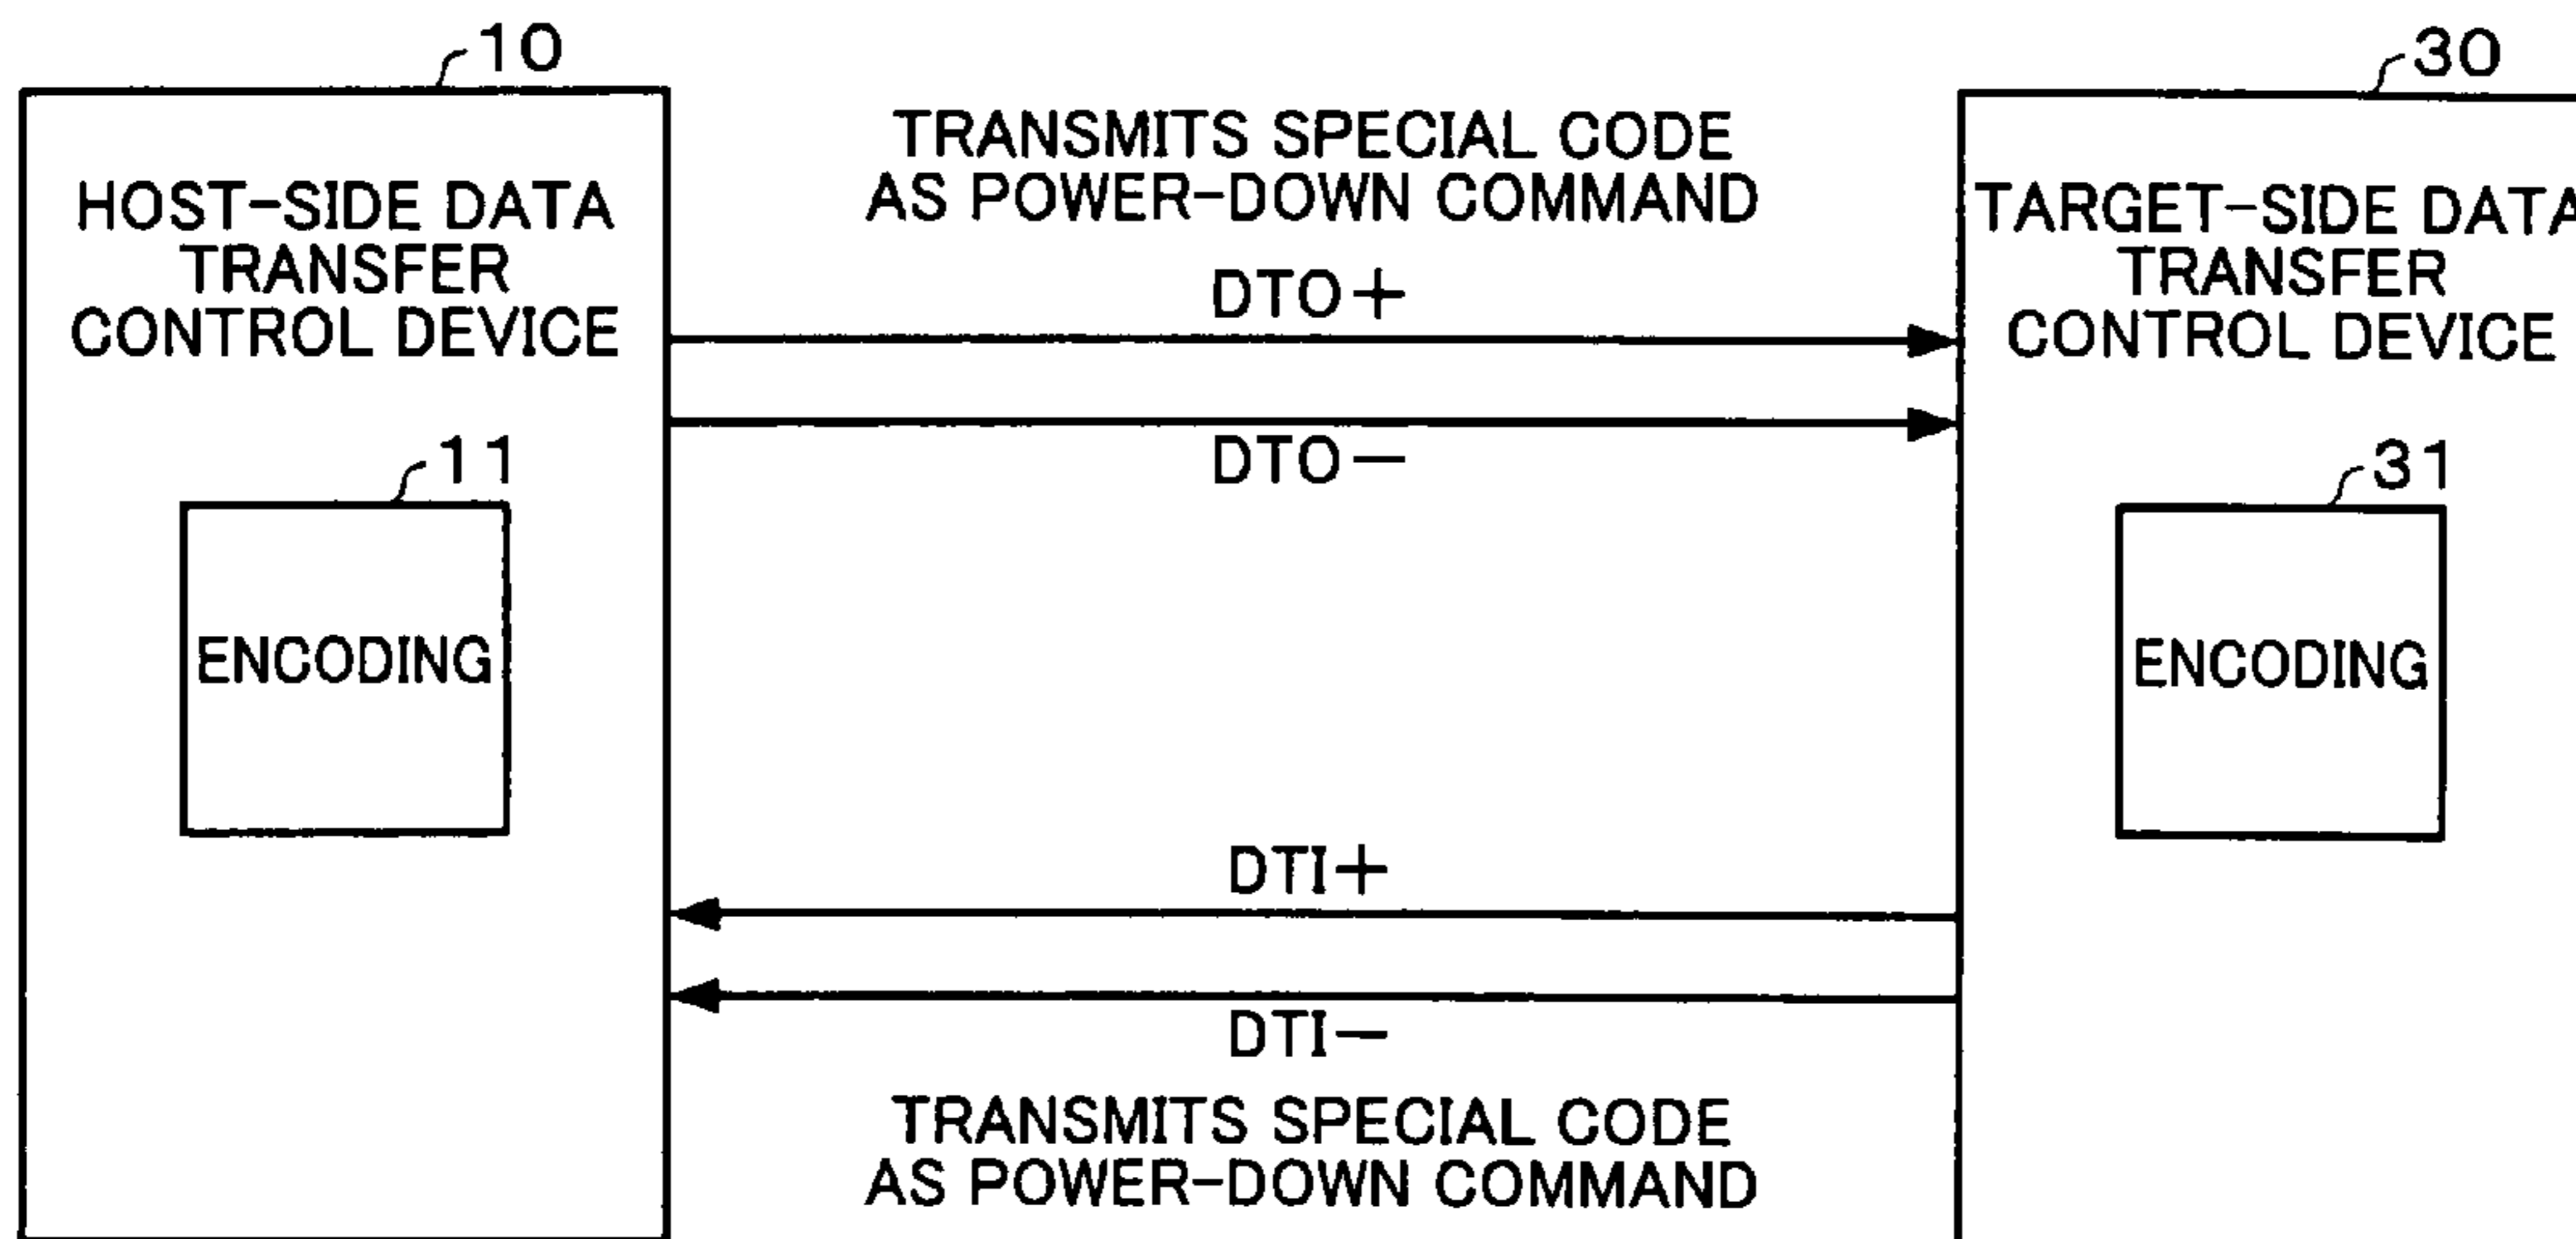 10
HOST-SIDE DATA
TRANSFER
CONTROL DEVICE
11
ENCODING
TRANSMITS SPECIAL CODE
AS POWER-DOWN COMMAND
DTO+
DTO-
DTI+
DTI-
TRANSMITS SPECIAL CODE
AS POWER-DOWN COMMAND
30
TARGET-SIDE DATA
TRANSFER
CONTROL DEVICE
31
ENCODING